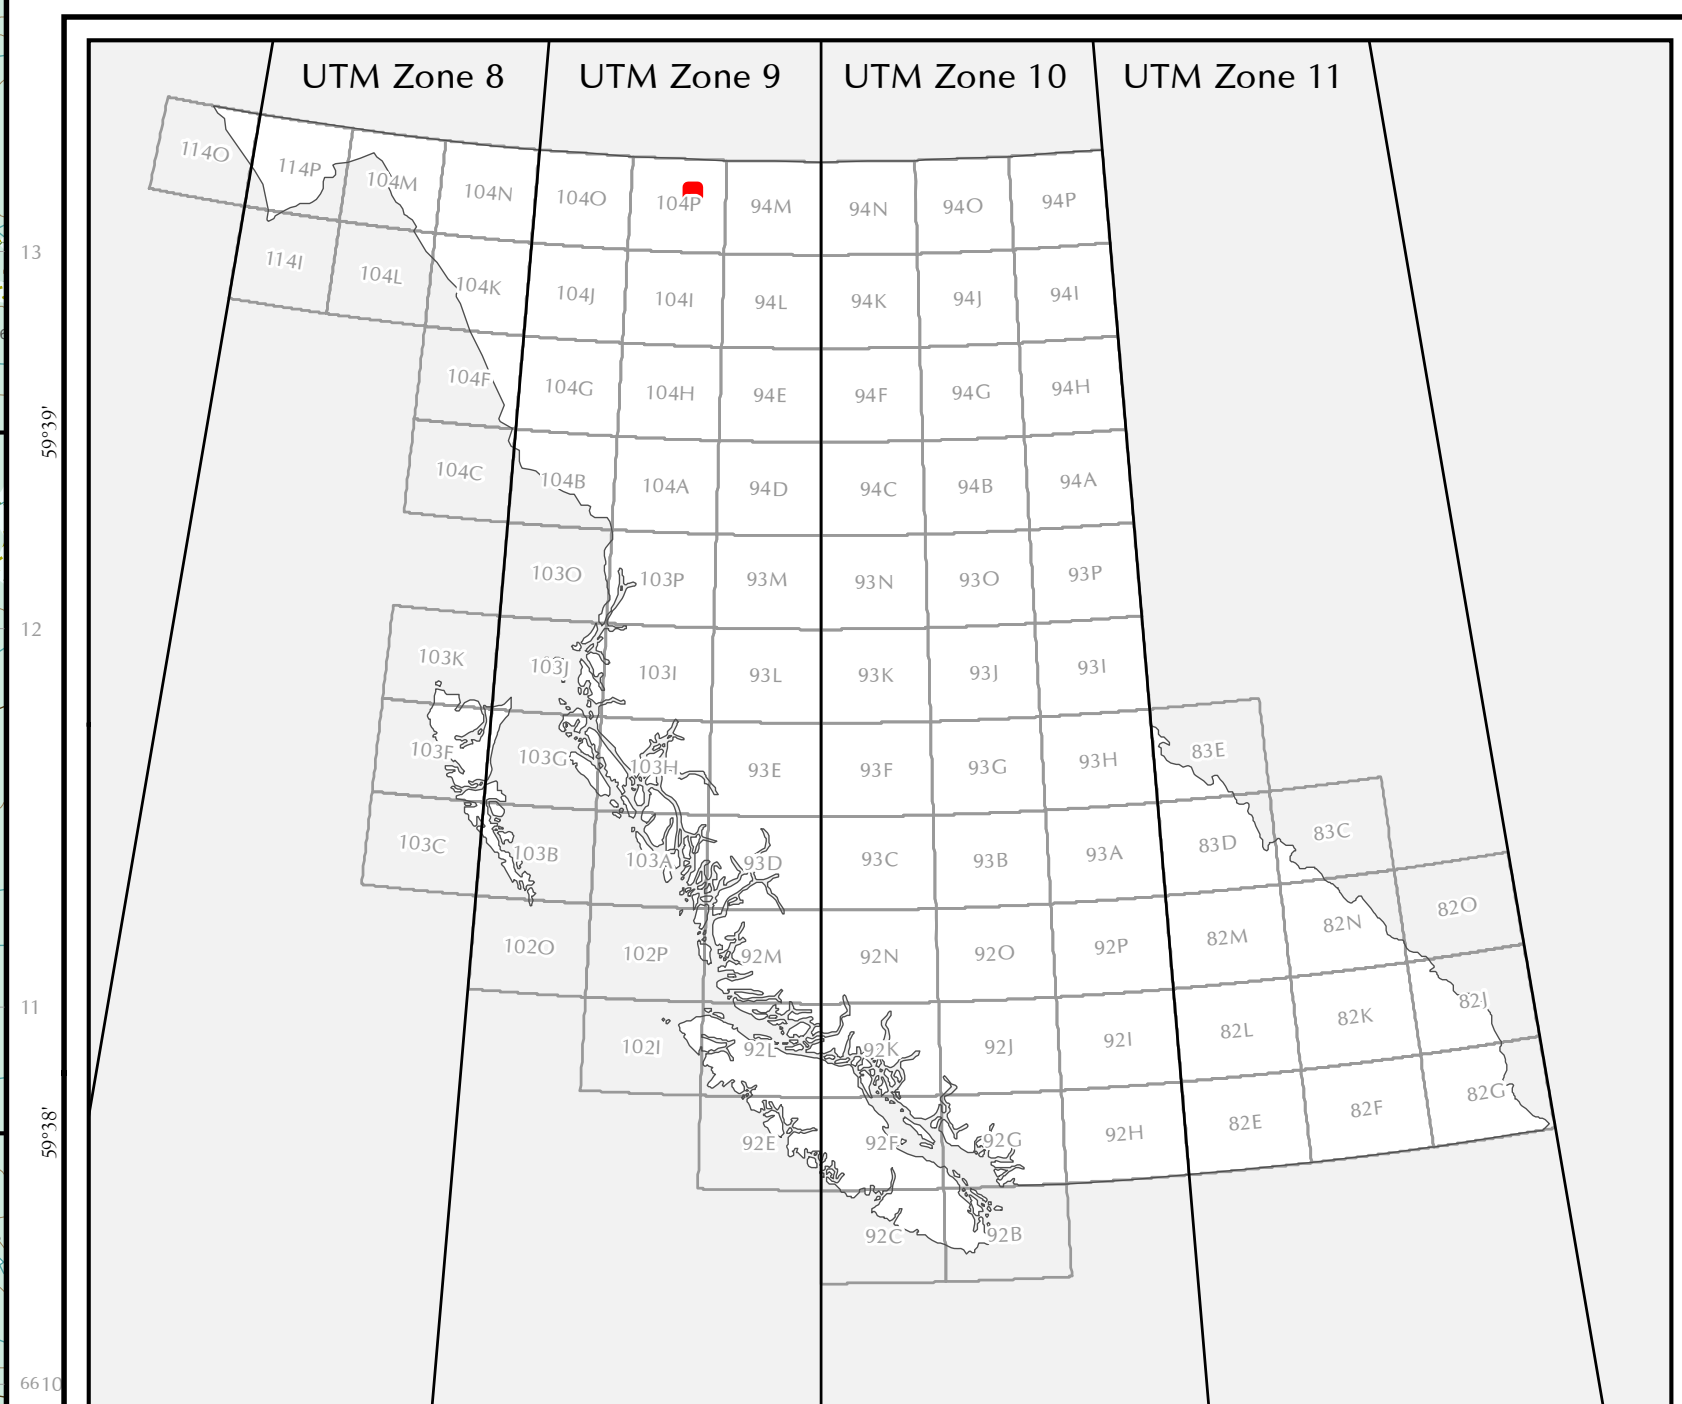 UTM Zone 8 UTM Zone 9 UTM Zone 10 UTM Zone 11
114O 114P 104M 104N 104O 104P 94M 94N 94O 94P
13
114I 104L 104K 104J 104I 94L 94K 94J 94I
104F 104G 104H 94E 94F 94G 94H
59°39'
104C 104B 104A 94D 94C 94B 94A
103O 103P 93M 93N 93O 93P
12
103K 103J 103I 93L 93K 93J 93I
103F 103G 103H 93E 93F 93G 93H 83E
103C 103B 103A 93D 93C 93B 93A 83D 83C
102O 102P 92M 92N 92O 92P 82M 82N 82O
11
102I 92L 92K 92J 92I 82L 82K 82J
59°38'
92E 92F 92G 92H 82E 82F 82G
92C 92B
6610